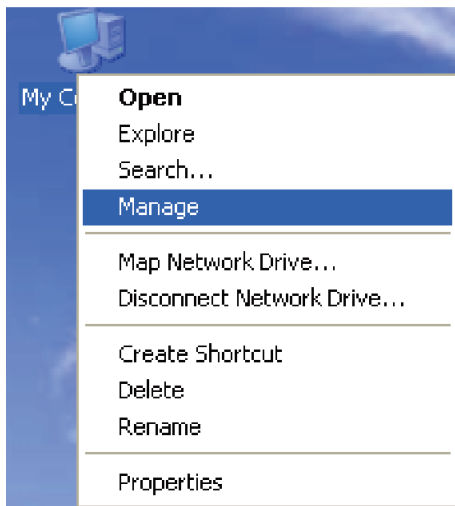 My C
Open
Explore
Search...
Manage
Map Network Drive...
Disconnect Network Drive...
Create Shortcut
Delete
Rename
Properties